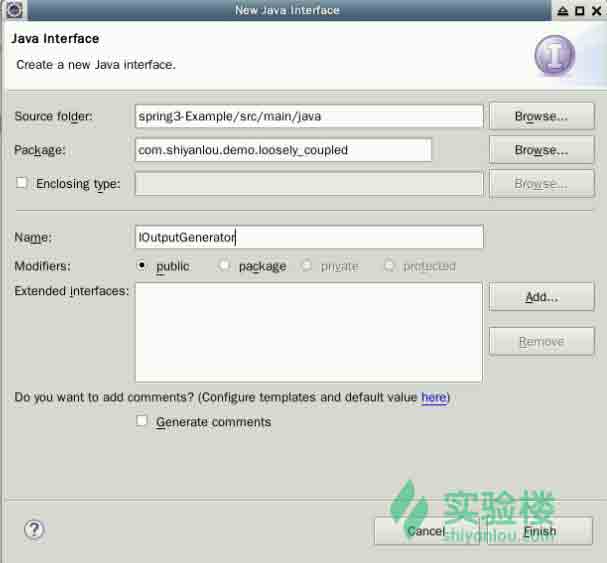 New Java Interface
Java Interface
Create a new Java interface.
I
Source folder: spring3-Example/src/main/java Browse...
Package: com.shiyanlou.demo.loosely_coupled Browse...
Enclosing type: Browse...
Name: IOutputGenerator
Modifiers: public package private protected
Extended interfaces: Add...
Remove
Do you want to add comments? (Configure templates and default value here)
Generate comments
实验楼
shiyanlou.com
? Cancel Finish